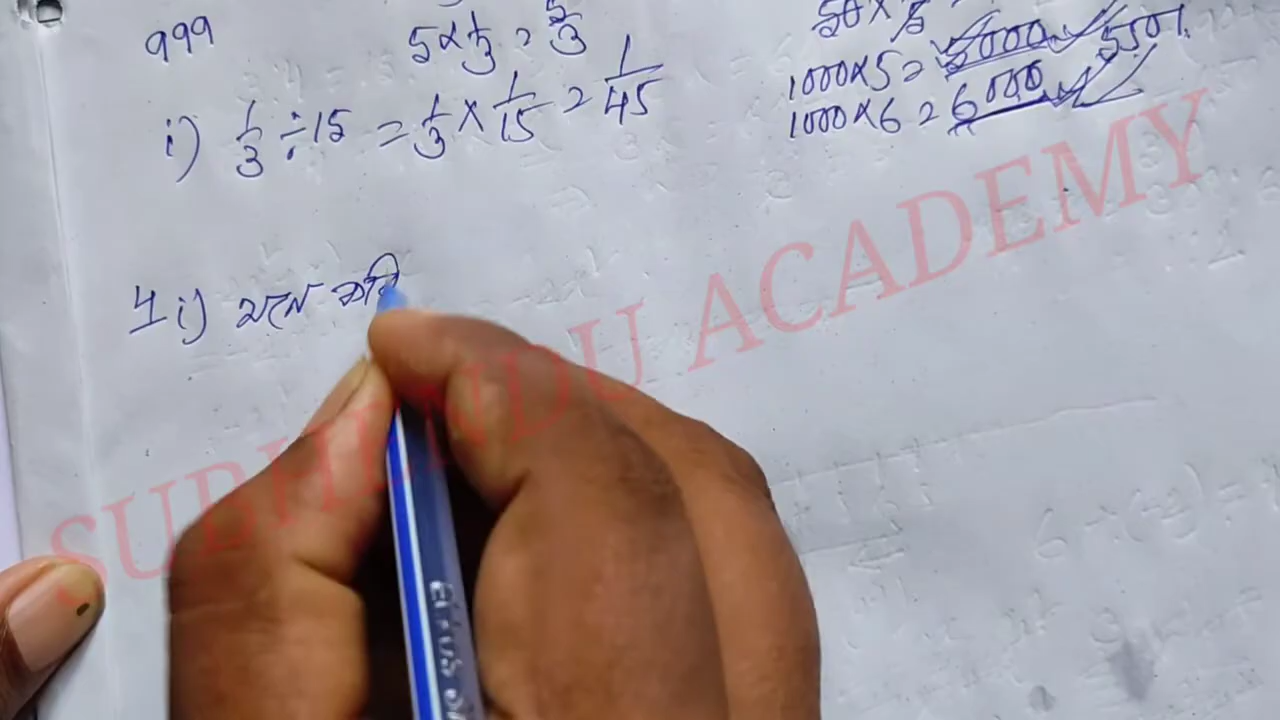 999
5 × 1/3 = 5/3
1000×5 = 5000
1000×6 = 6000
i) 1/3 ÷ 15 = 1/3 × 1/15 = 1/45
4 i) মনে করি
SUBHENDU ACADEMY